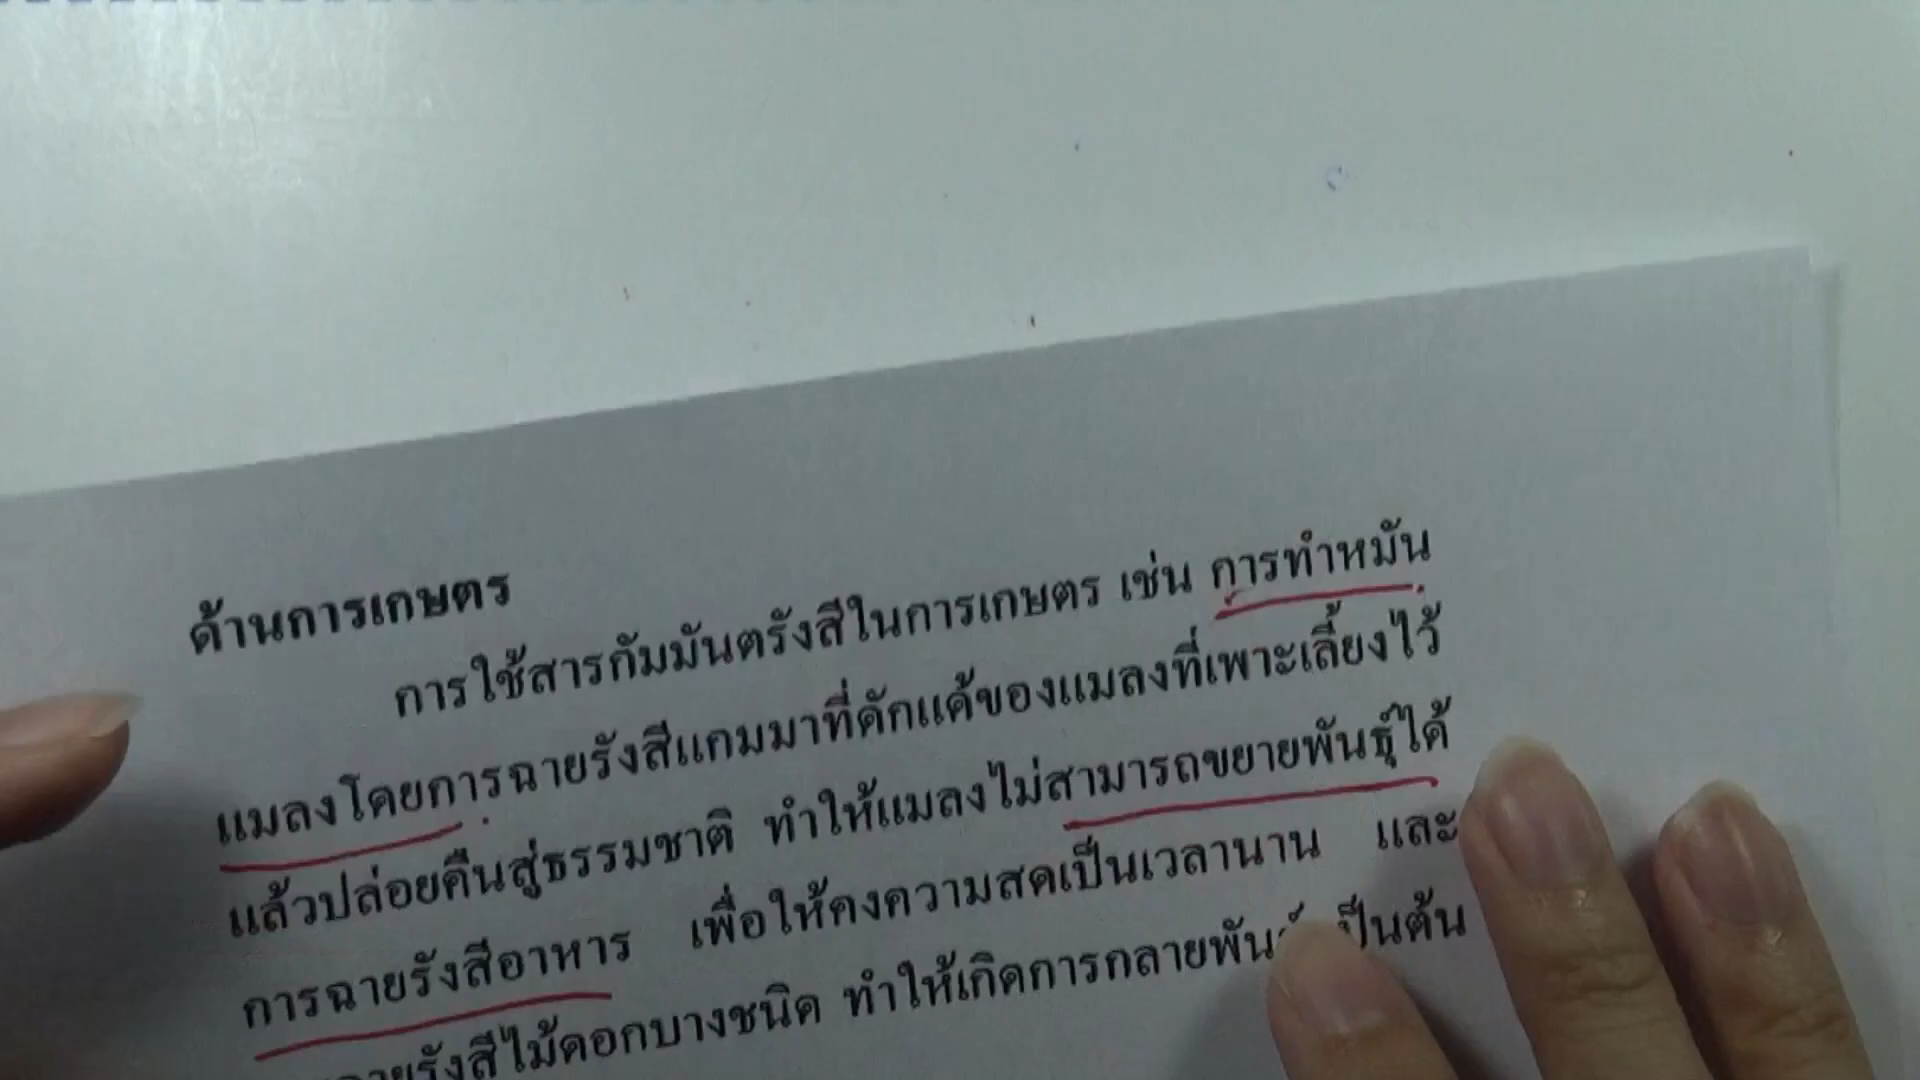 ด้านการเกษตร
การใช้สารกัมมันตรังสีในการเกษตร เช่น การทำหมัน
แมลงโดยการฉายรังสีแกมมาที่ดักแด้ของแมลงที่เพาะเลี้ยงไว้
แล้วปล่อยคืนสู่ธรรมชาติ ทำให้แมลงไม่สามารถขยายพันธุ์ได้
การฉายรังสีอาหาร เพื่อให้คงความสดเป็นเวลานาน และ
ไม้ดอกบางชนิด ทำให้เกิดการกลาย เป็นต้น